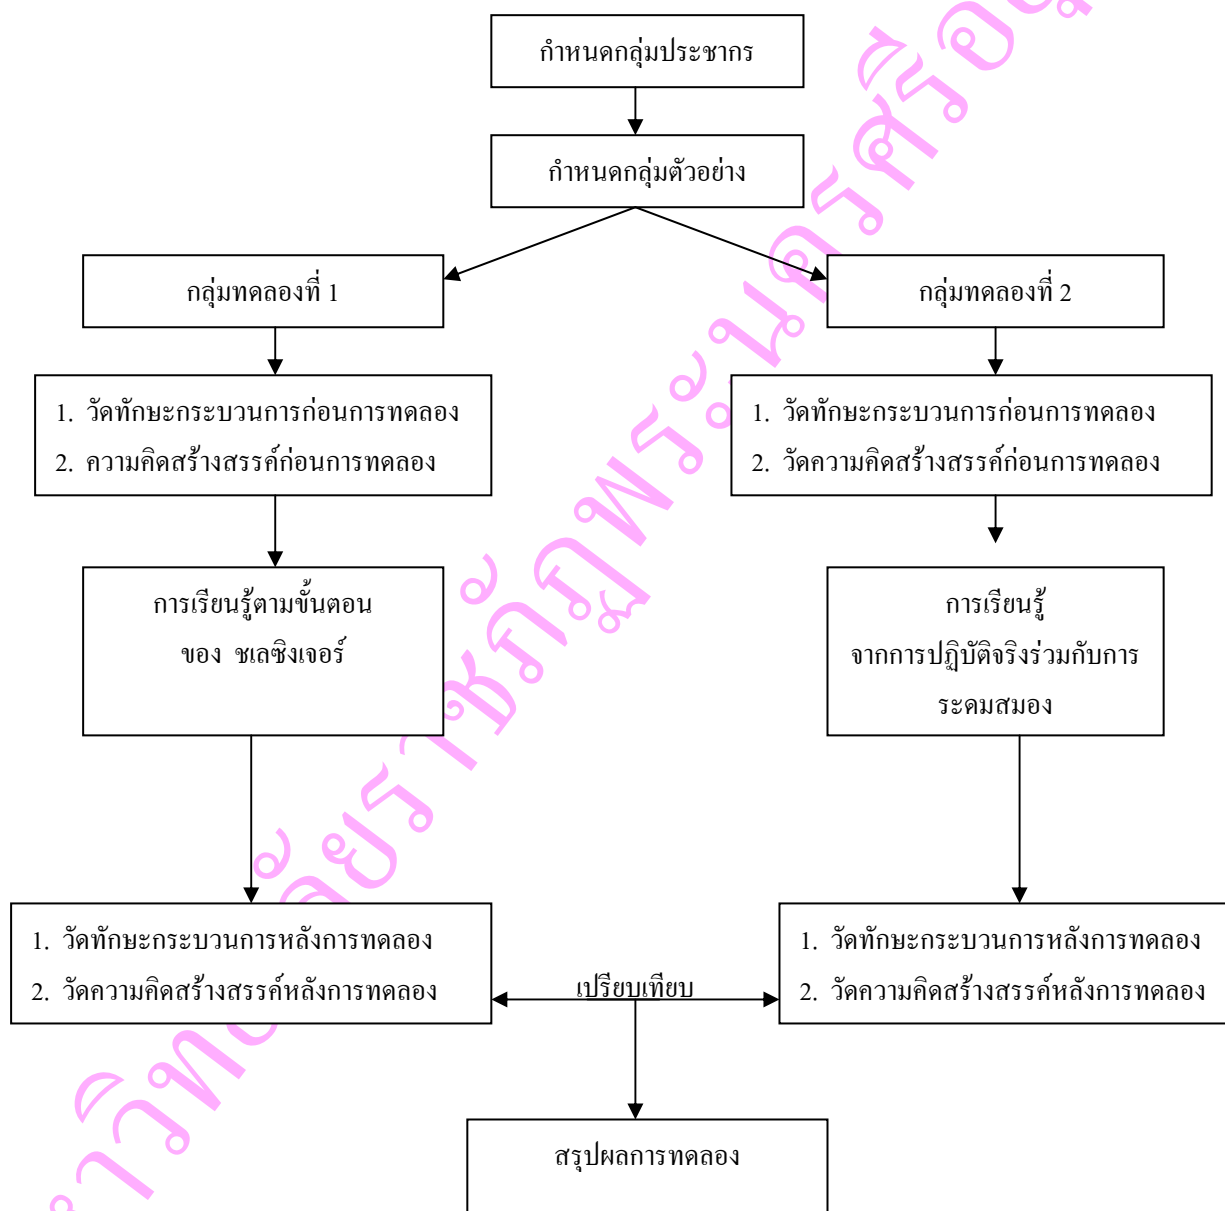 กำหนดกลุ่มประชากร
กำหนดกลุ่มตัวอย่าง
กลุ่มทดลองที่ 1
กลุ่มทดลองที่ 2
1. วัดทักษะกระบวนการก่อนการทดลอง
2. ความคิดสร้างสรรค์ก่อนการทดลอง
1. วัดทักษะกระบวนการก่อนการทดลอง
2. วัดความคิดสร้างสรรค์ก่อนการทดลอง
การเรียนรู้ตามขั้นตอน
ของ ชเลซิงเจอร์
การเรียนรู้
จากการปฏิบัติจริงร่วมกับการ
ระดมสมอง
1. วัดทักษะกระบวนการหลังการทดลอง
2. วัดความคิดสร้างสรรค์หลังการทดลอง
เปรียบเทียบ
1. วัดทักษะกระบวนการหลังการทดลอง
2. วัดความคิดสร้างสรรค์หลังการทดลอง
สรุปผลการทดลอง